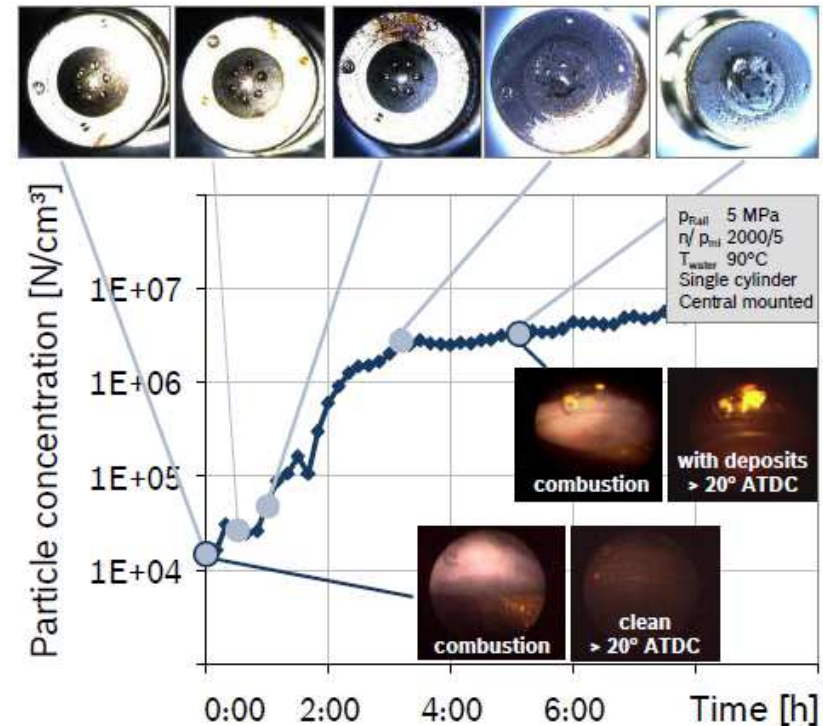 Particle concentration [N/cm³]
1E+07
1E+06
1E+05
1E+04
p_Rail 5 MPa
n/ p_mi 2000/5
T_water 90°C
Single cylinder
Central mounted
combustion
with deposits
> 20° ATDC
combustion
clean
> 20° ATDC
0:00 2:00 4:00 6:00 Time [h]